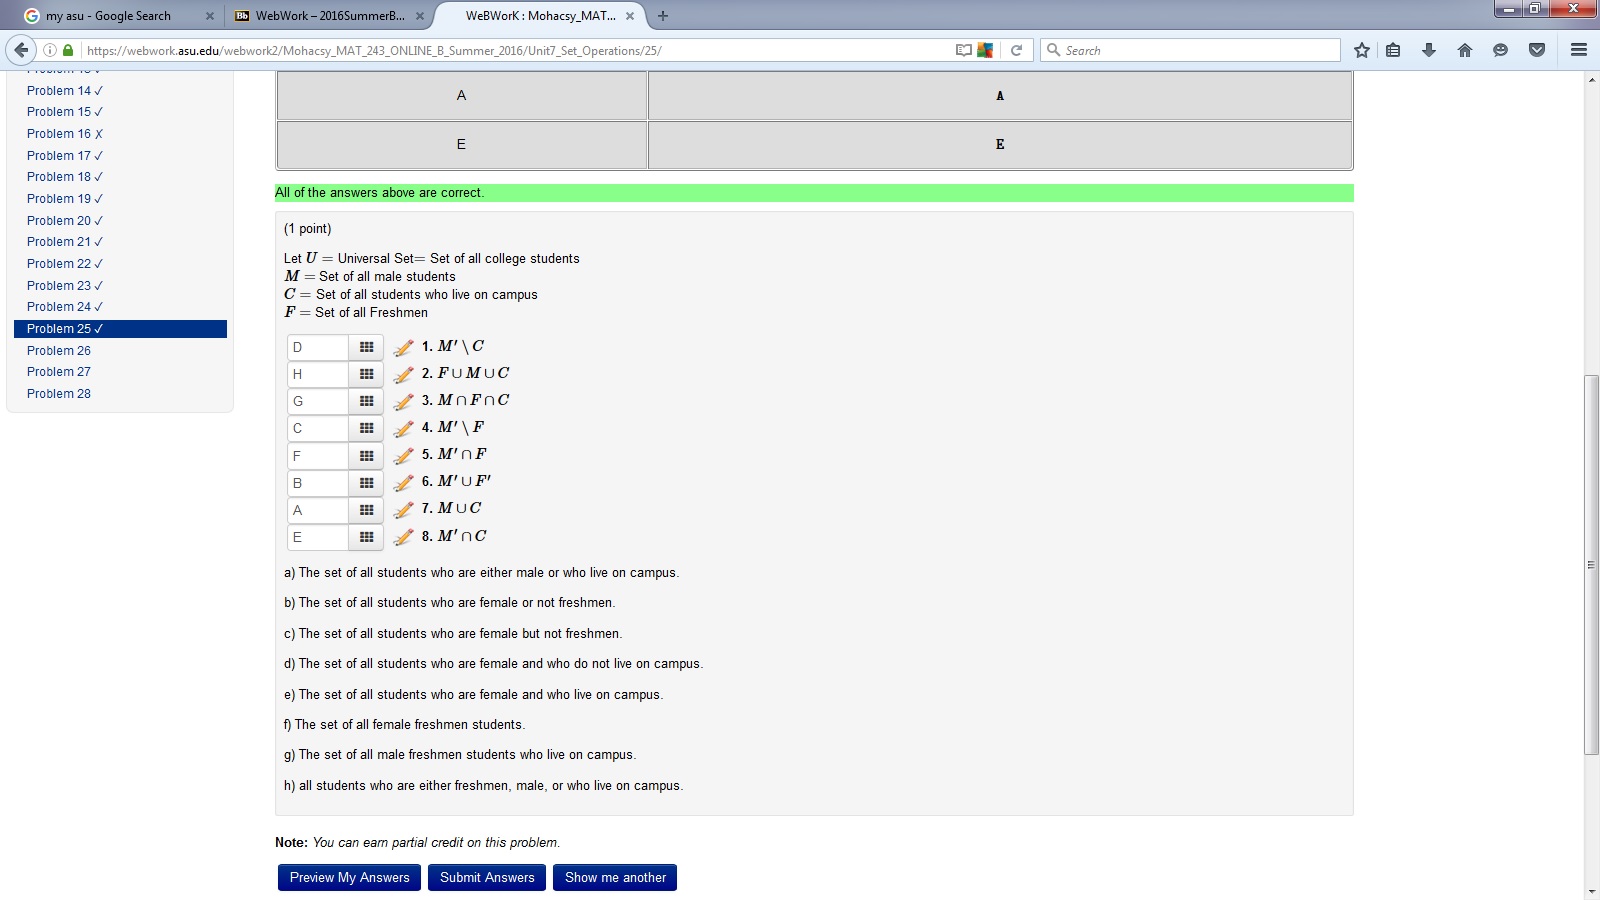 my asu - Google Search
Bb WebWork – 2016SummerB...
WeBWorK : Mohacsy_MAT...
https://webwork.asu.edu/webwork2/Mohacsy_MAT_243_ONLINE_B_Summer_2016/Unit7_Set_Operations/25/
Search
Problem 14 ✓
Problem 15 ✓
Problem 16 ✗
Problem 17 ✓
Problem 18 ✓
Problem 19 ✓
Problem 20 ✓
Problem 21 ✓
Problem 22 ✓
Problem 23 ✓
Problem 24 ✓
Problem 25 ✓
Problem 26
Problem 27
Problem 28
A A
E E
All of the answers above are correct.
(1 point)
Let U = Universal Set= Set of all college students
M = Set of all male students
C = Set of all students who live on campus
F = Set of all Freshmen
D 1. M′ \ C
H 2. F ∪ M ∪ C
G 3. M ∩ F ∩ C
C 4. M′ \ F
F 5. M′ ∩ F
B 6. M′ ∪ F′
A 7. M ∪ C
E 8. M′ ∩ C
a) The set of all students who are either male or who live on campus.
b) The set of all students who are female or not freshmen.
c) The set of all students who are female but not freshmen.
d) The set of all students who are female and who do not live on campus.
e) The set of all students who are female and who live on campus.
f) The set of all female freshmen students.
g) The set of all male freshmen students who live on campus.
h) all students who are either freshmen, male, or who live on campus.
Note: You can earn partial credit on this problem.
Preview My Answers Submit Answers Show me another